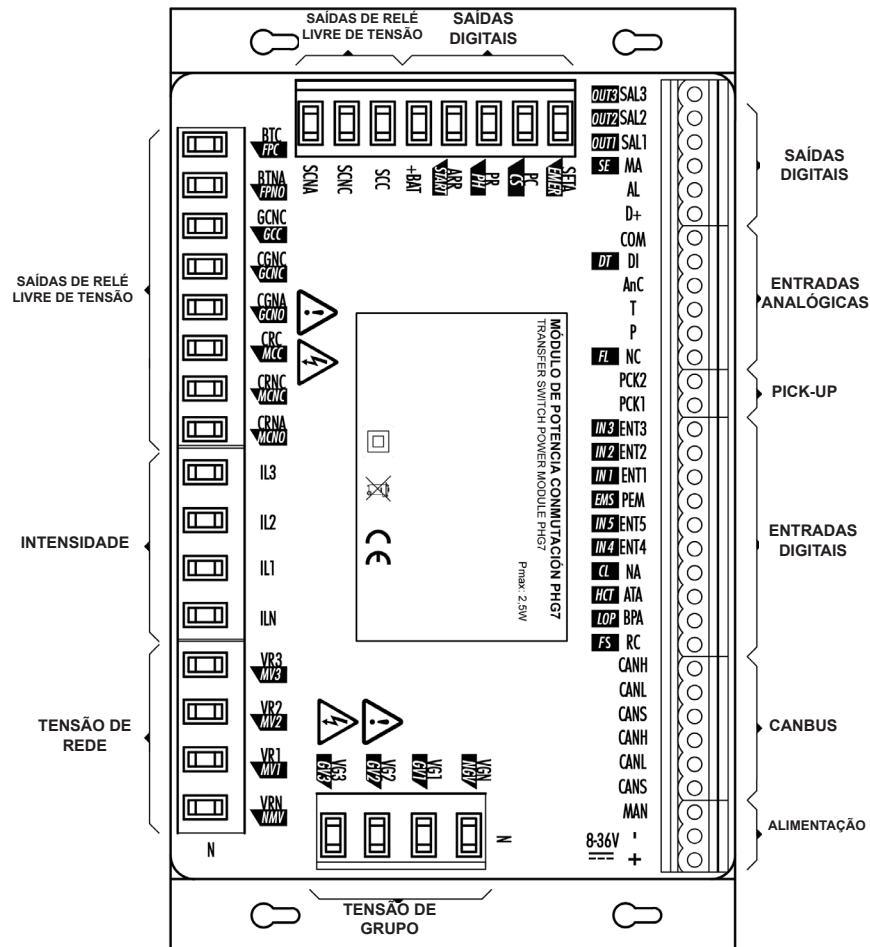 SAÍDAS DE RELÉ
LIVRE DE TENSÃO
SAÍDAS
DIGITAIS
SCNA
SCNC
SCC
+BAT
ARR
START
PR
PH
PC
CS
SETA
EMER
SAÍDAS DE RELÉ
LIVRE DE TENSÃO
BTC
FPC
BTNA
FPNO
GCNC
GCC
CGNC
GCNC
CGNA
GCNO
CRC
MCC
CRNC
MCNC
CRNA
MCNO
INTENSIDADE
IL3
IL2
IL1
ILN
TENSÃO DE
REDE
VR3
MV3
VR2
MV2
VR1
MV1
VRN
NMV
N
MÓDULO DE POTENCIA CONMUTACIÓN PHG7
TRANSFER SWITCH POWER MODULE PHG7
Pmax: 2.5W
CE
VG3
GV3
VG2
GV2
VG1
GV1
VGN
NGV
N
TENSÃO DE
GRUPO
OUT3 SAL3
OUT2 SAL2
OUT1 SAL1
SE MA
AL
D+
SAÍDAS
DIGITAIS
COM
DT DI
AnC
T
P
FL NC
ENTRADAS
ANALÓGICAS
PCK2
PCK1
PICK-UP
IN3 ENT3
IN2 ENT2
IN1 ENT1
EMS PEM
IN5 ENT5
IN4 ENT4
CL NA
HCT ATA
LOP BPA
FS RC
ENTRADAS
DIGITAIS
CANH
CANL
CANS
CANH
CANL
CANS
CANBUS
MAN
8-36V -
+
ALIMENTAÇÃO